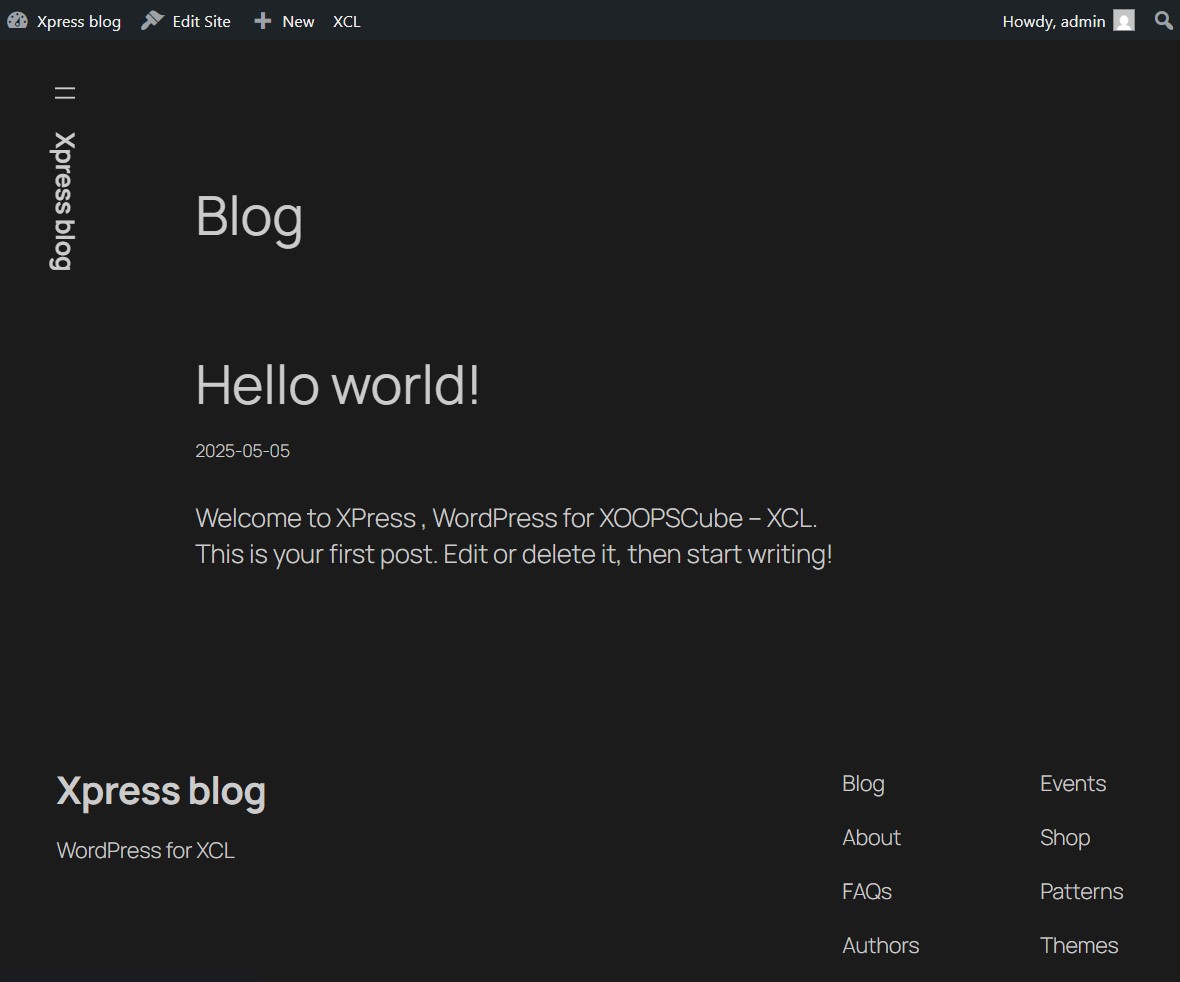 Xpress blog Edit Site New XCL Howdy, admin
Xpress blog
Blog
Hello world!
2025-05-05
Welcome to XPress , WordPress for XOOPSCube – XCL.
This is your first post. Edit or delete it, then start writing!
Xpress blog
WordPress for XCL
Blog
About
FAQs
Authors
Events
Shop
Patterns
Themes